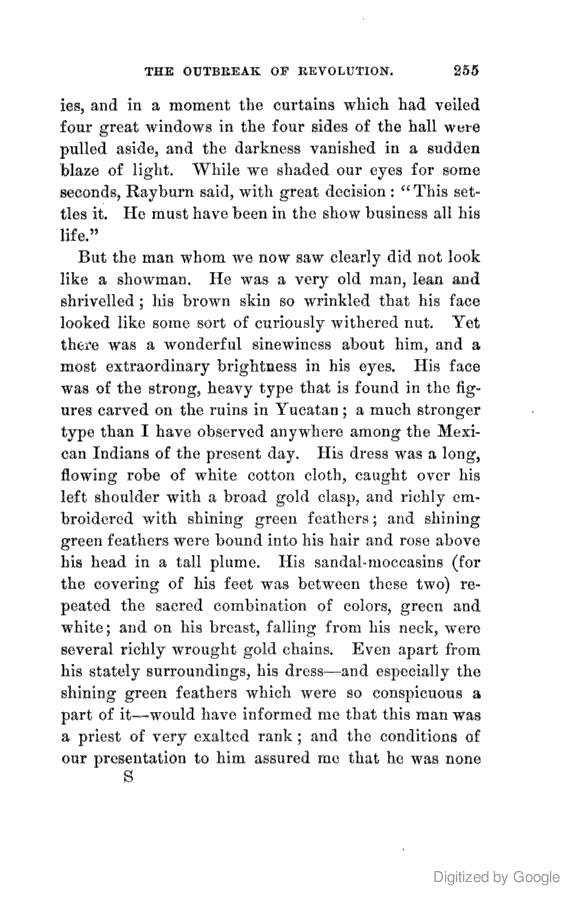 THE OUTBREAK OF REVOLUTION. 255
ies, and in a moment the curtains which had veiled
four great windows in the four sides of the hall were
pulled aside, and the darkness vanished in a sudden
blaze of light. While we shaded our eyes for some
seconds, Rayburn said, with great decision : “This set-
tles it. He must have been in the show business all his
life.”
But the man whom we now saw clearly did not look
like a showman. He was a very old man, lean and
shrivelled ; his brown skin so wrinkled that his face
looked like some sort of curiously withered nut. Yet
there was a wonderful sinewiness about him, and a
most extraordinary brightness in his eyes. His face
was of the strong, heavy type that is found in the fig-
ures carved on the ruins in Yucatan ; a much stronger
type than I have observed anywhere among the Mexi-
can Indians of the present day. His dress was a long,
flowing robe of white cotton cloth, caught over his
left shoulder with a broad gold clasp, and richly em-
broidered with shining green feathers ; and shining
green feathers were bound into his hair and rose above
his head in a tall plume. His sandal-moccasins (for
the covering of his feet was between these two) re-
peated the sacred combination of colors, green and
white ; and on his breast, falling from his neck, were
several richly wrought gold chains. Even apart from
his stately surroundings, his dress—and especially the
shining green feathers which were so conspicuous a
part of it—would have informed me that this man was
a priest of very exalted rank ; and the conditions of
our presentation to him assured me that he was none
S
Digitized by Google